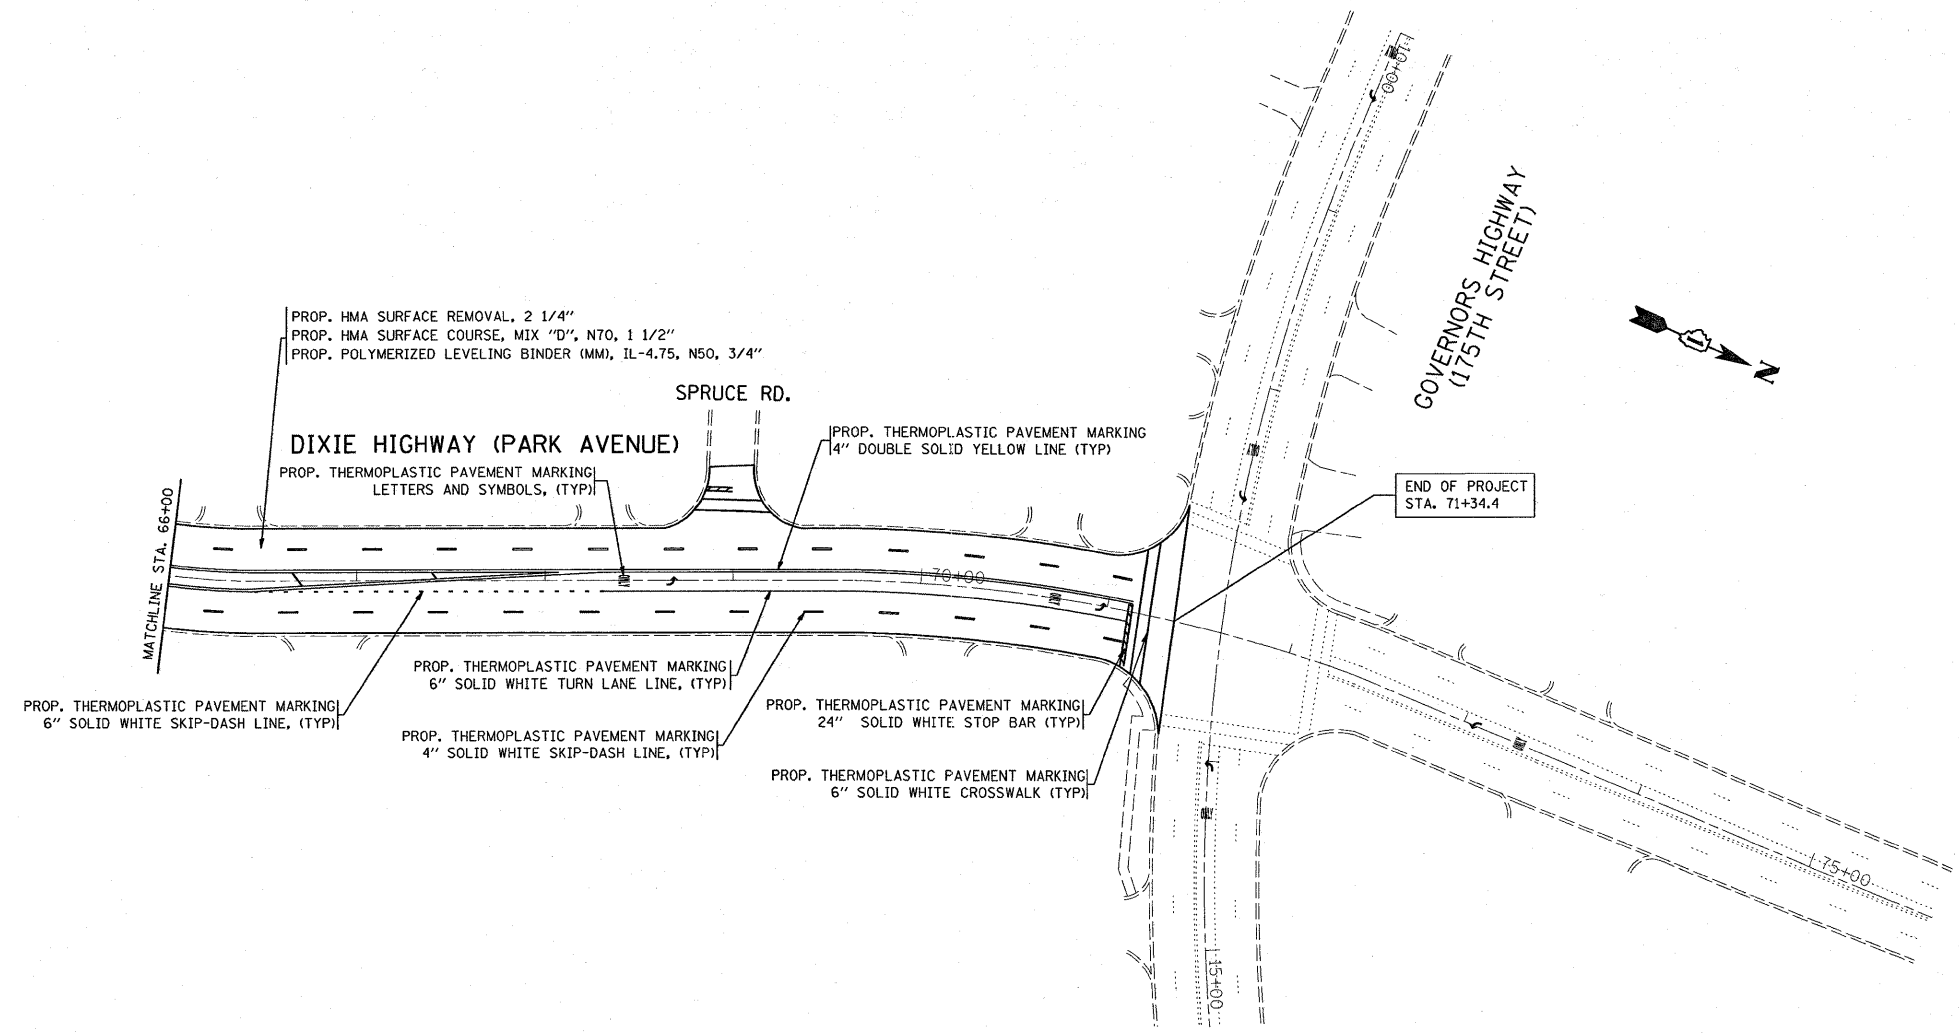 PROP. HMA SURFACE REMOVAL, 2 1/4"
PROP. HMA SURFACE COURSE, MIX "D", N70, 1 1/2"
PROP. POLYMERIZED LEVELING BINDER (MM), IL-4.75, N50, 3/4"
SPRUCE RD.
DIXIE HIGHWAY (PARK AVENUE)
PROP. THERMOPLASTIC PAVEMENT MARKING
LETTERS AND SYMBOLS, (TYP)
PROP. THERMOPLASTIC PAVEMENT MARKING
4" DOUBLE SOLID YELLOW LINE (TYP)
MATCHLINE STA. 66+00
GOVERNORS HIGHWAY
(175TH STREET)
N
END OF PROJECT
STA. 71+34.4
10+00
70+00
ONLY
ONLY
PROP. THERMOPLASTIC PAVEMENT MARKING
6" SOLID WHITE TURN LANE LINE, (TYP)
PROP. THERMOPLASTIC PAVEMENT MARKING
6" SOLID WHITE SKIP-DASH LINE, (TYP)
PROP. THERMOPLASTIC PAVEMENT MARKING
4" SOLID WHITE SKIP-DASH LINE, (TYP)
PROP. THERMOPLASTIC PAVEMENT MARKING
24" SOLID WHITE STOP BAR (TYP)
PROP. THERMOPLASTIC PAVEMENT MARKING
6" SOLID WHITE CROSSWALK (TYP)
75+00
15+00